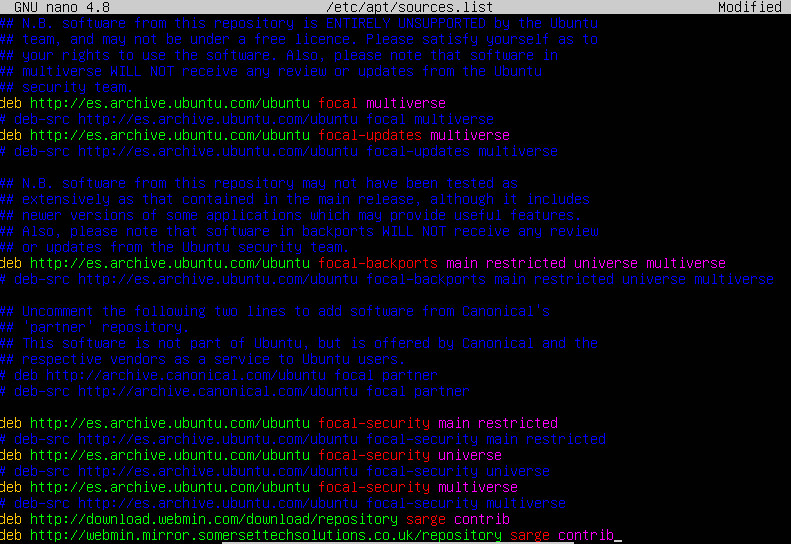 GNU nano 4.8 /etc/apt/sources.list Modified
## N.B. software from this repository is ENTIRELY UNSUPPORTED by the Ubuntu
## team, and may not be under a free licence. Please satisfy yourself as to
## your rights to use the software. Also, please note that software in
## multiverse WILL NOT receive any review or updates from the Ubuntu
## security team.
deb http://es.archive.ubuntu.com/ubuntu focal multiverse
# deb-src http://es.archive.ubuntu.com/ubuntu focal multiverse
deb http://es.archive.ubuntu.com/ubuntu focal-updates multiverse
# deb-src http://es.archive.ubuntu.com/ubuntu focal-updates multiverse
## N.B. software from this repository may not have been tested as
## extensively as that contained in the main release, although it includes
## newer versions of some applications which may provide useful features.
## Also, please note that software in backports WILL NOT receive any review
## or updates from the Ubuntu security team.
deb http://es.archive.ubuntu.com/ubuntu focal-backports main restricted universe multiverse
# deb-src http://es.archive.ubuntu.com/ubuntu focal-backports main restricted universe multiverse
## Uncomment the following two lines to add software from Canonical's
## 'partner' repository.
## This software is not part of Ubuntu, but is offered by Canonical and the
## respective vendors as a service to Ubuntu users.
# deb http://archive.canonical.com/ubuntu focal partner
# deb-src http://archive.canonical.com/ubuntu focal partner
deb http://es.archive.ubuntu.com/ubuntu focal-security main restricted
# deb-src http://es.archive.ubuntu.com/ubuntu focal-security main restricted
deb http://es.archive.ubuntu.com/ubuntu focal-security universe
# deb-src http://es.archive.ubuntu.com/ubuntu focal-security universe
deb http://es.archive.ubuntu.com/ubuntu focal-security multiverse
# deb-src http://es.archive.ubuntu.com/ubuntu focal-security multiverse
deb http://download.webmin.com/download/repository sarge contrib
deb http://webmin.mirror.somersettechsolutions.co.uk/repository sarge contrib